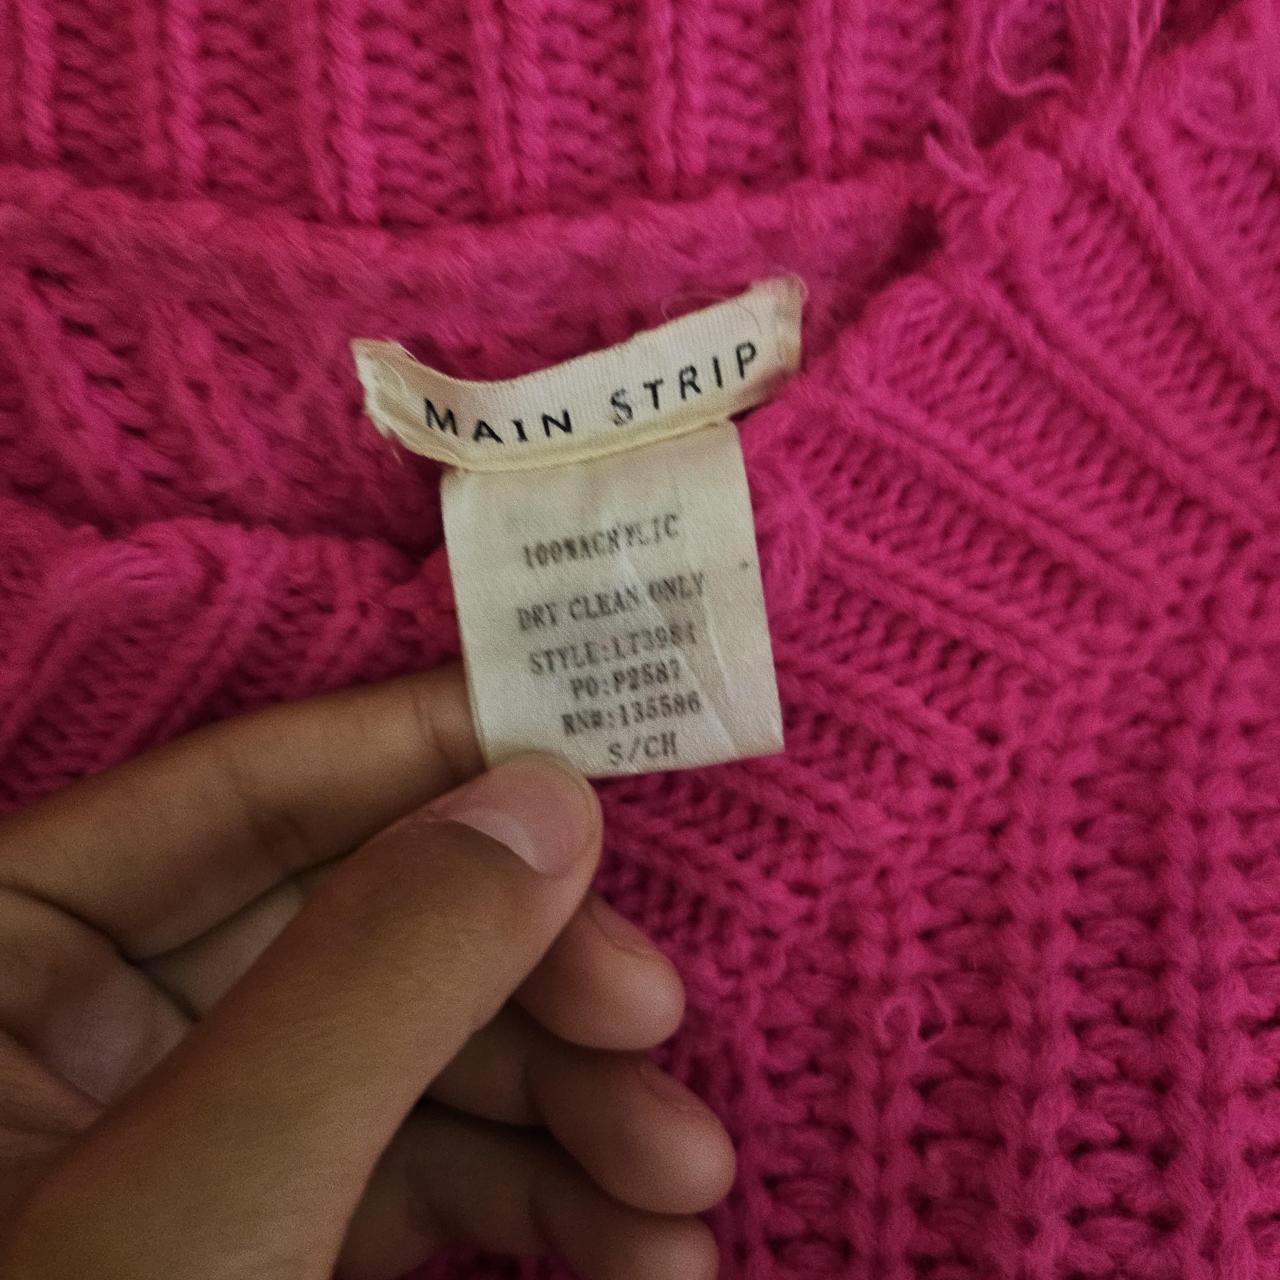 MAIN STRIP
100%ACRYLIC
DRY CLEAN ONLY
STYLE:LT3984
PO:P2587
RN#:135586
S/CH